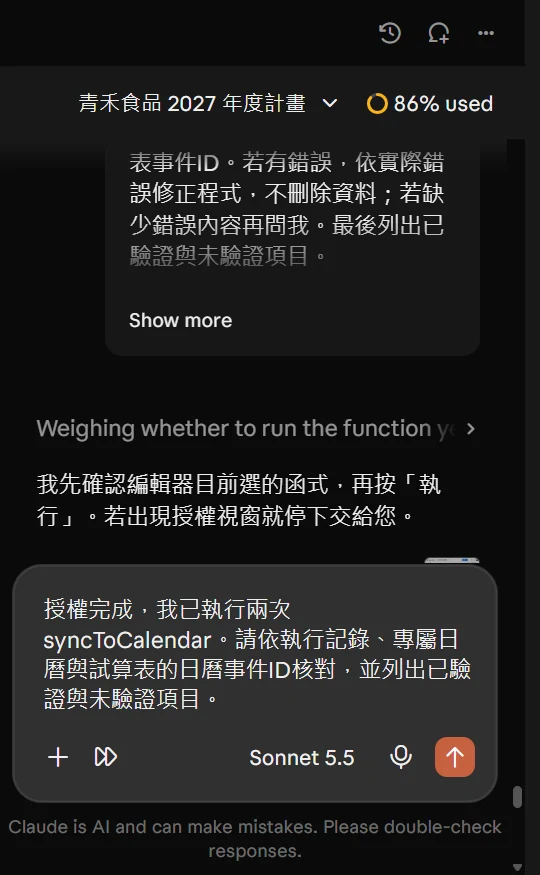 青禾食品 2027 年度計畫
86% used
表事件ID。若有錯誤，依實際錯
誤修正程式，不刪除資料；若缺
少錯誤內容再問我。最後列出已
驗證與未驗證項目。
Show more
Weighing whether to run the function ye
我先確認編輯器目前選的函式，再按「執
行」。若出現授權視窗就停下交給您。
授權完成，我已執行兩次
syncToCalendar。請依執行記錄、專屬日
曆與試算表的日曆事件ID核對，並列出已驗
證與未驗證項目。
Sonnet 5.5
Claude is AI and can make mistakes. Please double-check
responses.